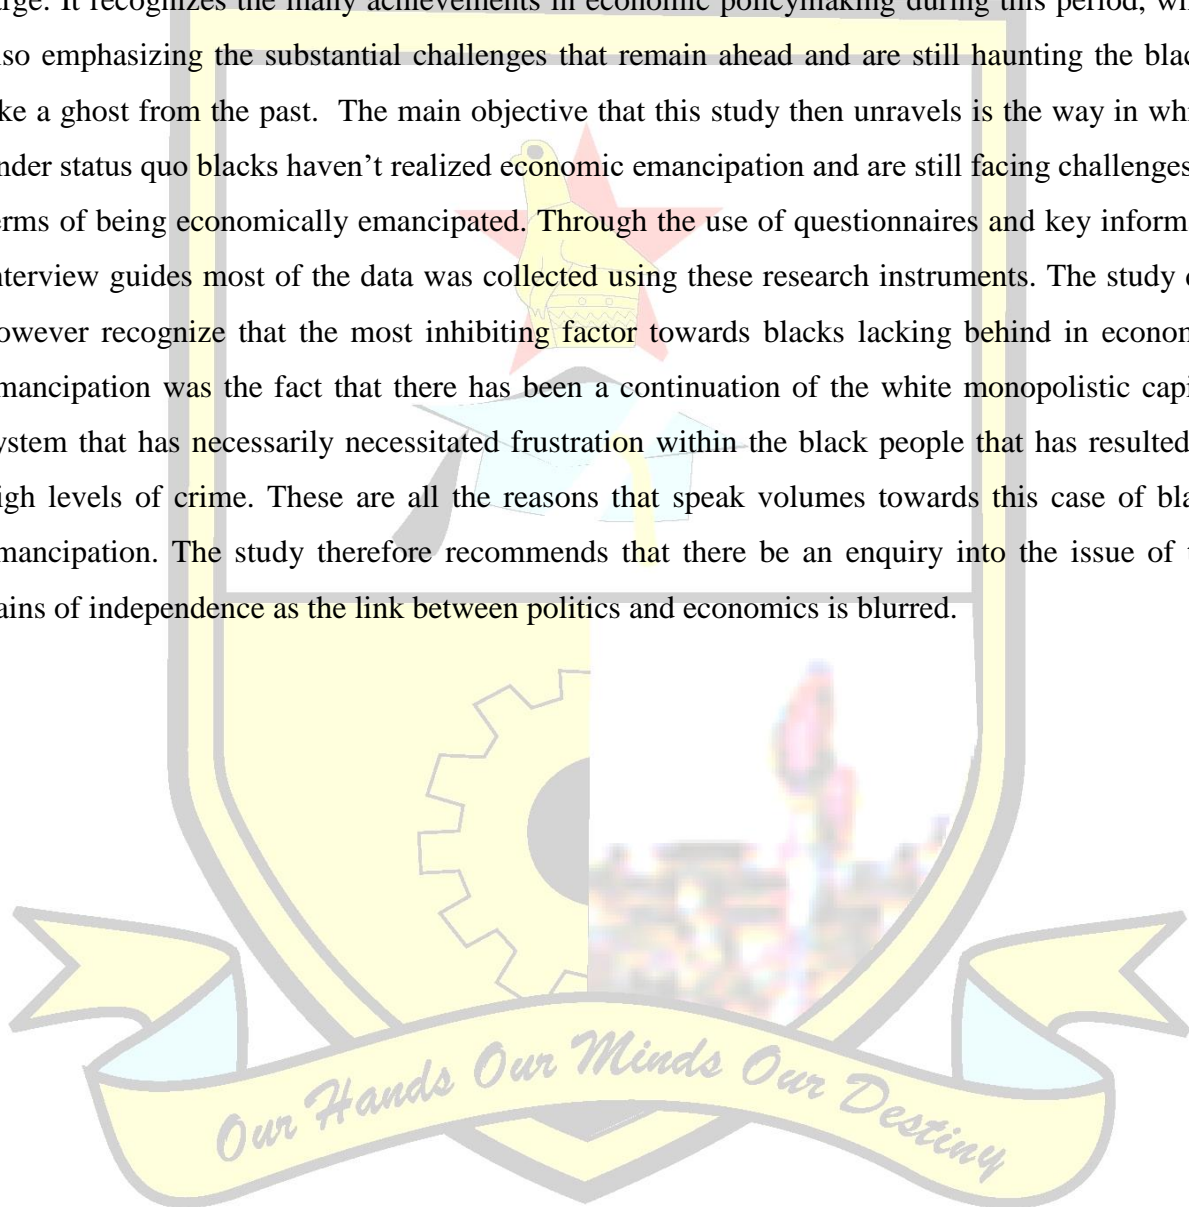 arge. It recognizes the many achievements in economic policymaking during this period, whi
lso emphasizing the substantial challenges that remain ahead and are still haunting the blac
ke a ghost from the past. The main objective that this study then unravels is the way in whi
nder status quo blacks haven’t realized economic emancipation and are still facing challenges
erms of being economically emancipated. Through the use of questionnaires and key inform
nterview guides most of the data was collected using these research instruments. The study d
owever recognize that the most inhibiting factor towards blacks lacking behind in econom
mancipation was the fact that there has been a continuation of the white monopolistic capi
ystem that has necessarily necessitated frustration within the black people that has resulted
igh levels of crime. These are all the reasons that speak volumes towards this case of bla
mancipation. The study therefore recommends that there be an enquiry into the issue of t
ains of independence as the link between politics and economics is blurred.
Our Hands Our Minds Our Destiny